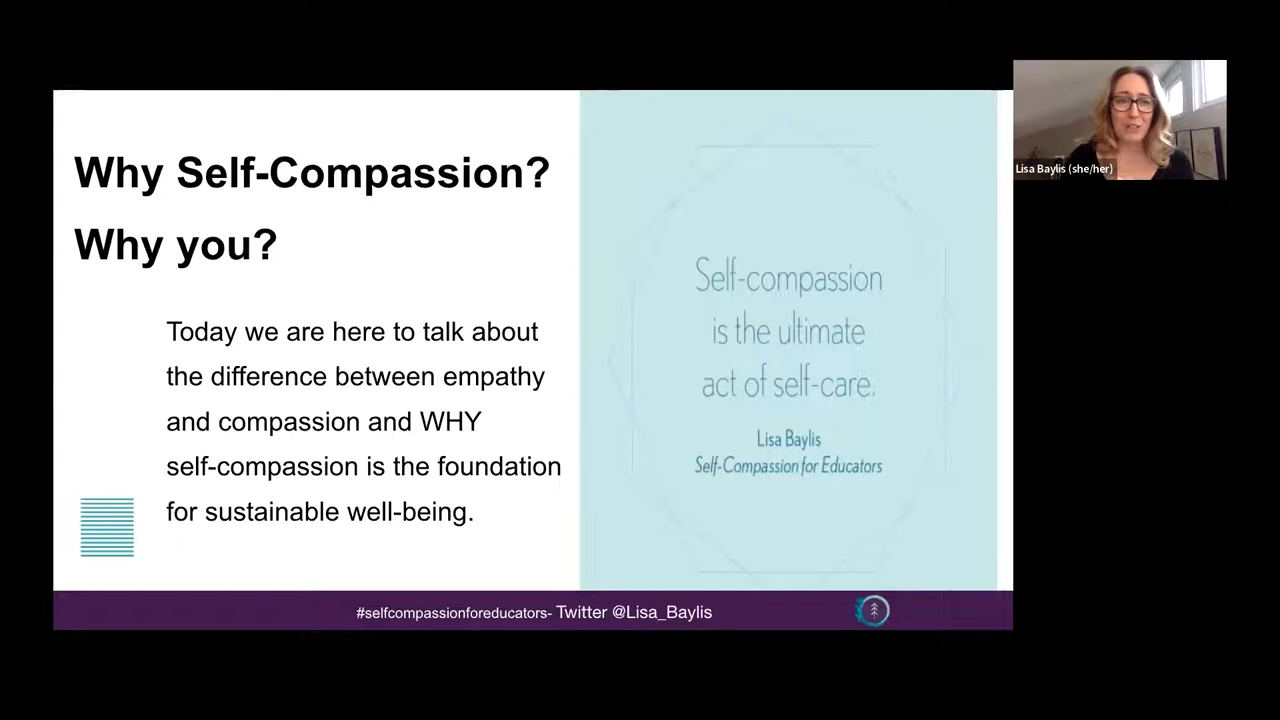 Why Self-Compassion?
Why you?
Today we are here to talk about
the difference between empathy
and compassion and WHY
self-compassion is the foundation
for sustainable well-being.
Self-compassion
is the ultimate
act of self-care.
Lisa Baylis
Self-Compassion for Educators
#selfcompassionforeducators- Twitter @Lisa_Baylis
Lisa Baylis (she/her)